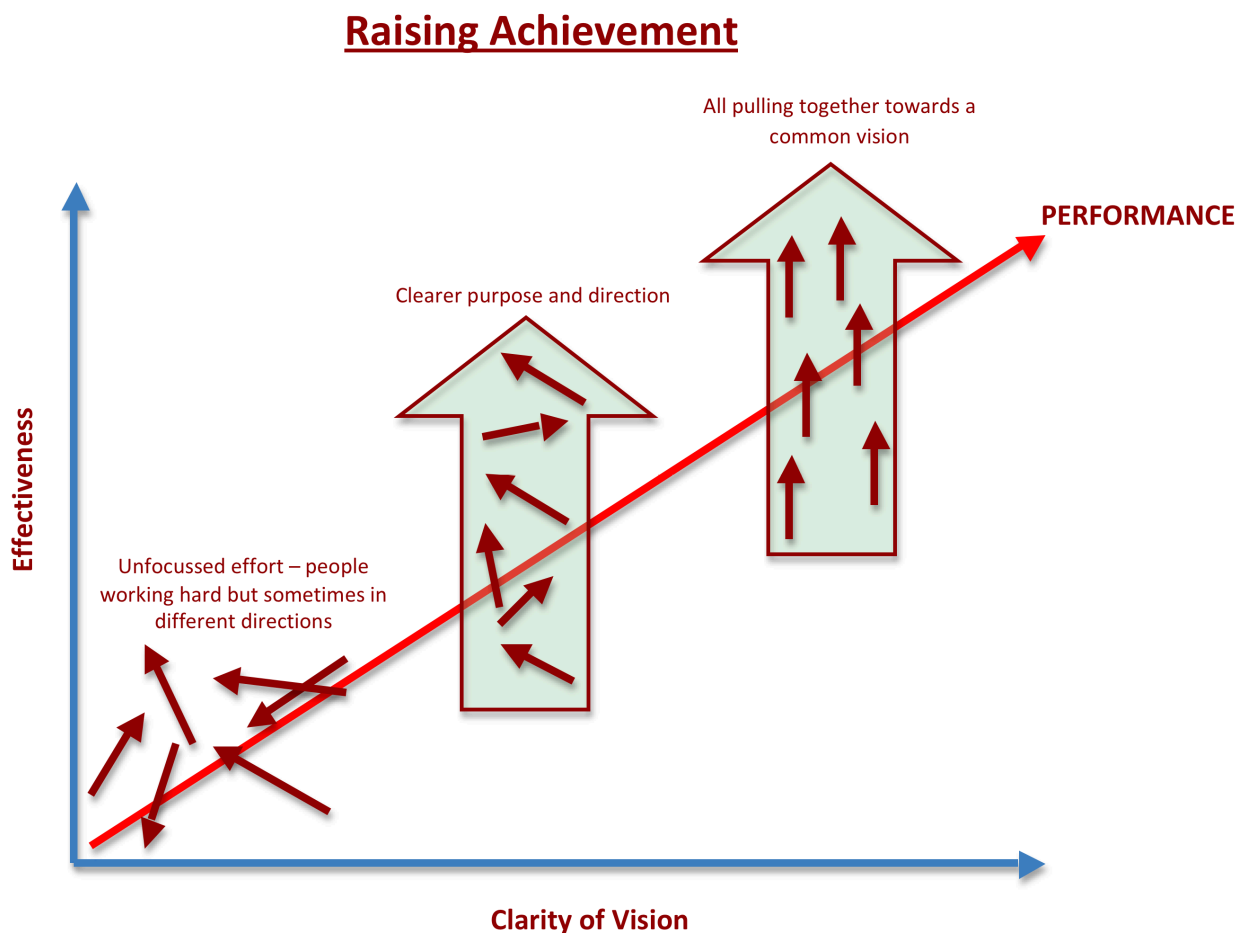 Raising Achievement
All pulling together towards a
common vision
PERFORMANCE
Clearer purpose and direction
Effectiveness
Unfocussed effort – people
working hard but sometimes in
different directions
Clarity of Vision